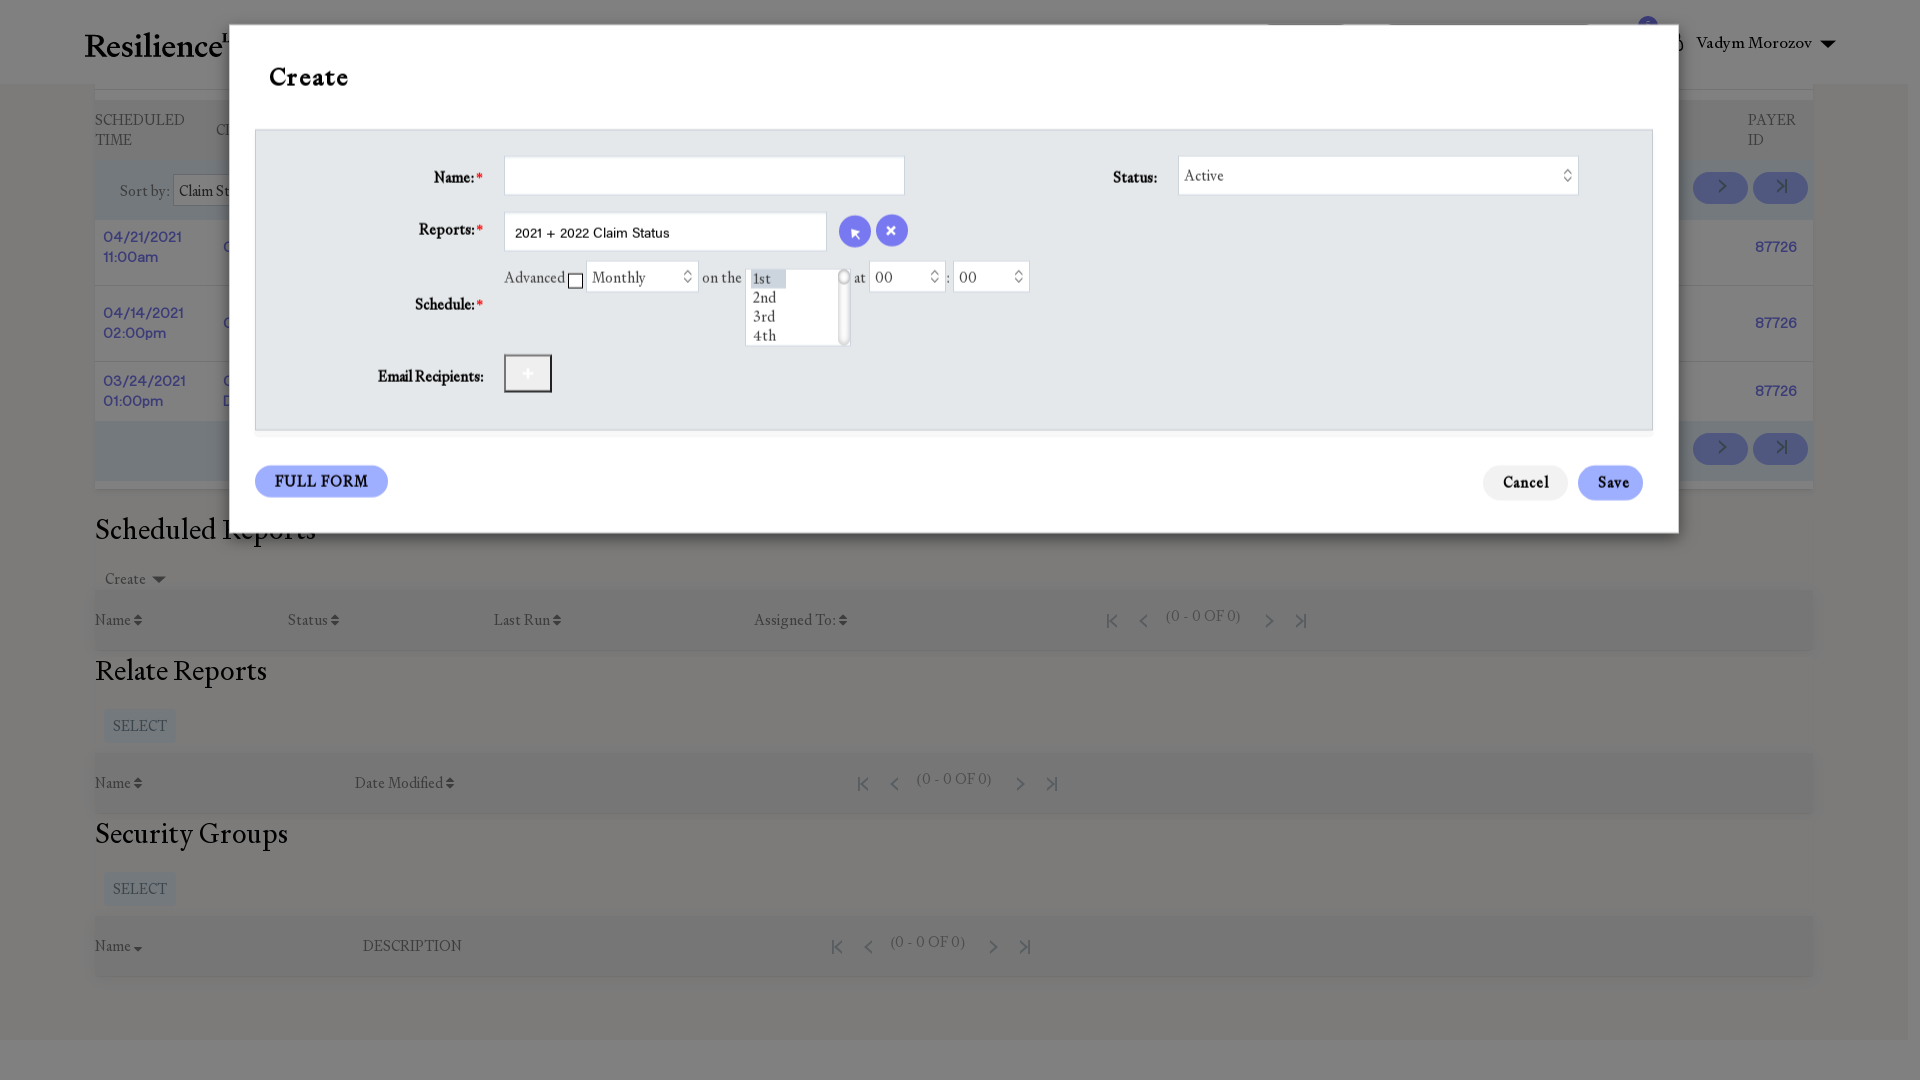 Resilience
Vadym Morozov
Create
SCHEDULED TIME
PAYER ID
Sort by: Claim St
Name:*
Status: Active
Reports:* 2021 + 2022 Claim Status
Schedule:* Advanced Monthly on the 1st at 00 : 00
2nd
3rd
4th
Email Recipients: +
04/21/2021 11:00am
87726
04/14/2021 02:00pm
87726
03/24/2021 01:00pm
87726
FULL FORM
Cancel Save
Scheduled Reports
Create
Name Status Last Run Assigned To: (0 - 0 OF 0)
Relate Reports
SELECT
Name Date Modified (0 - 0 OF 0)
Security Groups
SELECT
Name DESCRIPTION (0 - 0 OF 0)